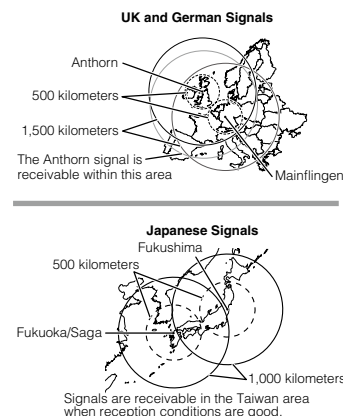 UK and German Signals
Anthorn
500 kilometers
1,500 kilometers
The Anthorn signal is
receivable within this area
Mainflingen
Japanese Signals
Fukushima
500 kilometers
Fukuoka/Saga
1,000 kilometers
Signals are receivable in the Taiwan area
when reception conditions are good.